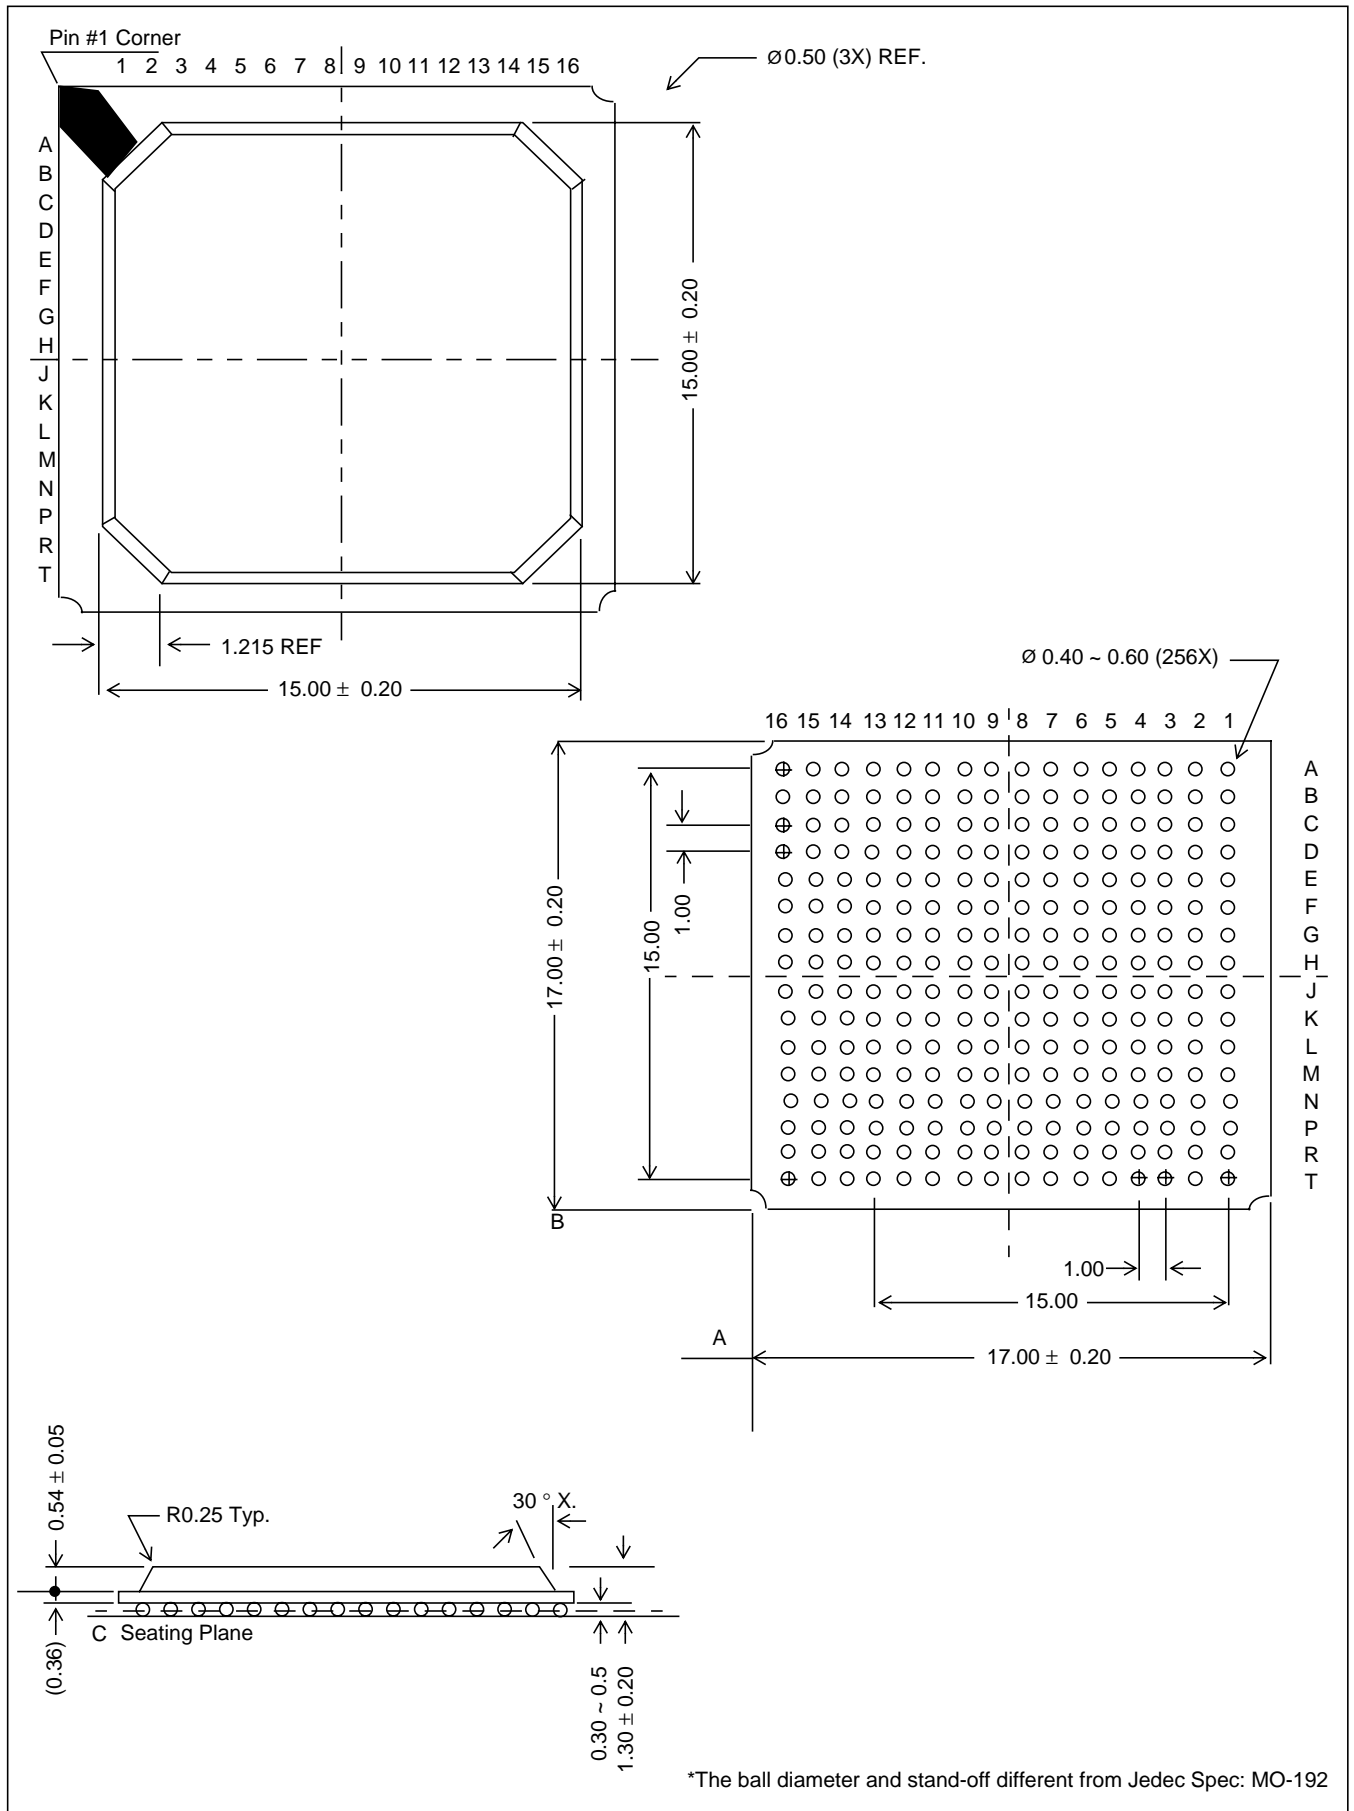 Pin #1 Corner
1 2 3 4 5 6 7 8 9 10 11 12 13 14 15 16
Ø 0.50 (3X) REF.
A
B
C
D
E
F
G
H
J
K
L
M
N
P
R
T
15.00 ± 0.20
1.215 REF
15.00 ± 0.20
Ø 0.40 ~ 0.60 (256X)
16 15 14 13 12 11 10 9 8 7 6 5 4 3 2 1
A
B
C
D
E
F
G
H
J
K
L
M
N
P
R
T
17.00 ± 0.20
15.00
1.00
B
1.00
15.00
A
17.00 ± 0.20
0.54 ± 0.05
R0.25 Typ.
30 ° X.
(0.36)
C Seating Plane
0.30 ~ 0.5
1.30 ± 0.20
*The ball diameter and stand-off different from Jedec Spec: MO-192